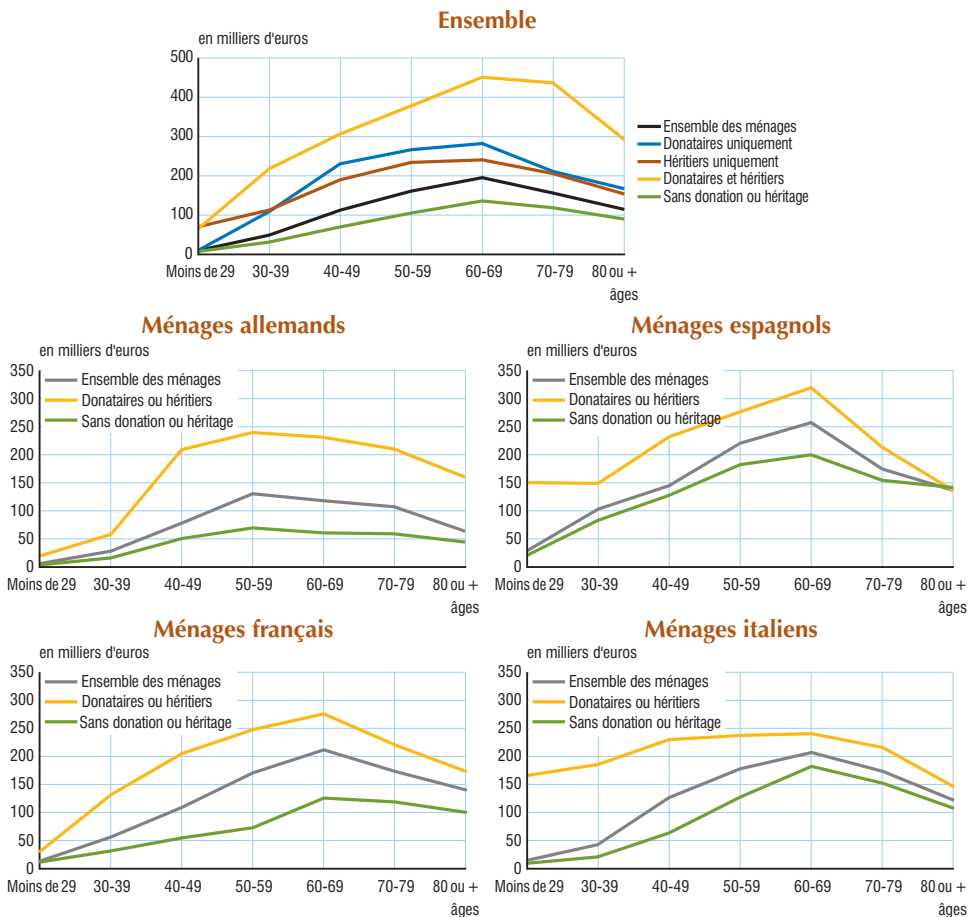 Ensemble
en milliers d'euros
500
400
300
200
100
0
Moins de 29 30-39 40-49 50-59 60-69 70-79 80 ou +
âges
Ensemble des ménages
Donataires uniquement
Héritiers uniquement
Donataires et héritiers
Sans donation ou héritage
Ménages allemands
en milliers d'euros
350
300
250
200
150
100
50
0
Ensemble des ménages
Donataires ou héritiers
Sans donation ou héritage
Moins de 29 30-39 40-49 50-59 60-69 70-79 80 ou +
âges
Ménages espagnols
en milliers d'euros
350
300
250
200
150
100
50
0
Ensemble des ménages
Donataires ou héritiers
Sans donation ou héritage
Moins de 29 30-39 40-49 50-59 60-69 70-79 80 ou +
âges
Ménages français
en milliers d'euros
350
300
250
200
150
100
50
0
Ensemble des ménages
Donataires ou héritiers
Sans donation ou héritage
Moins de 29 30-39 40-49 50-59 60-69 70-79 80 ou +
âges
Ménages italiens
en milliers d'euros
350
300
250
200
150
100
50
0
Ensemble des ménages
Donataires ou héritiers
Sans donation ou héritage
Moins de 29 30-39 40-49 50-59 60-69 70-79 80 ou +
âges